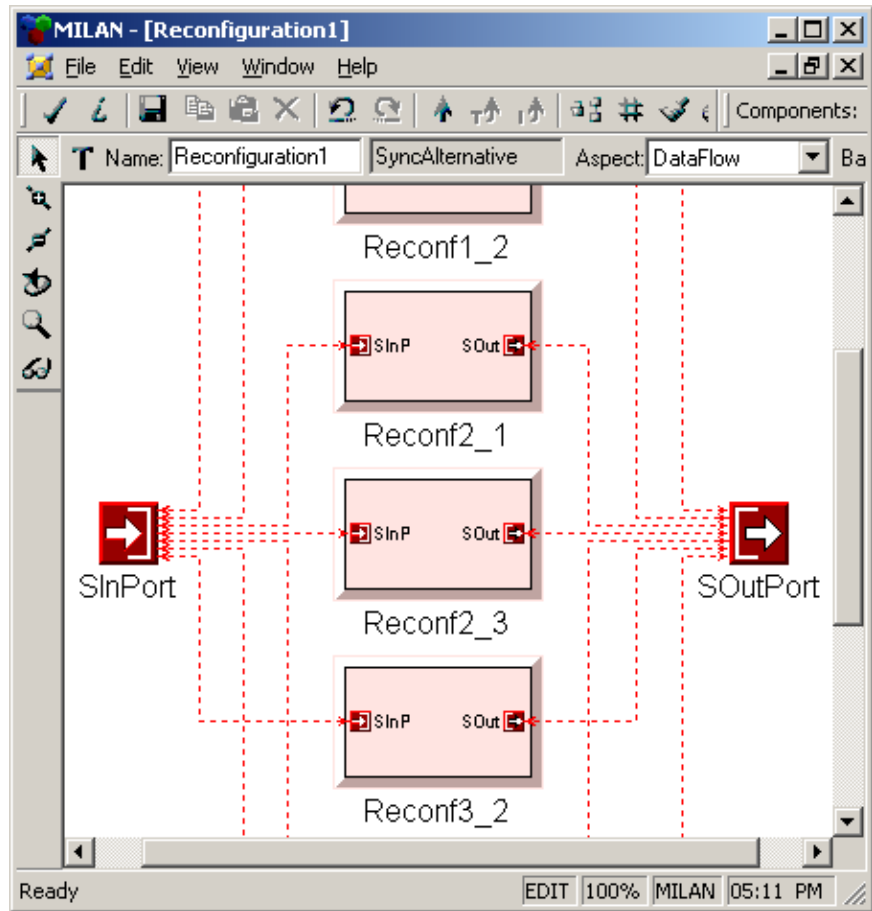 MILAN - [Reconfiguration1]
File Edit View Window Help
Components:
Name: Reconfiguration1 SyncAlternative Aspect: DataFlow Ba
Reconf1_2
SInP SOut
Reconf2_1
SInP SOut
SInPort SOutPort
Reconf2_3
SInP SOut
Reconf3_2
Ready EDIT 100% MILAN 05:11 PM